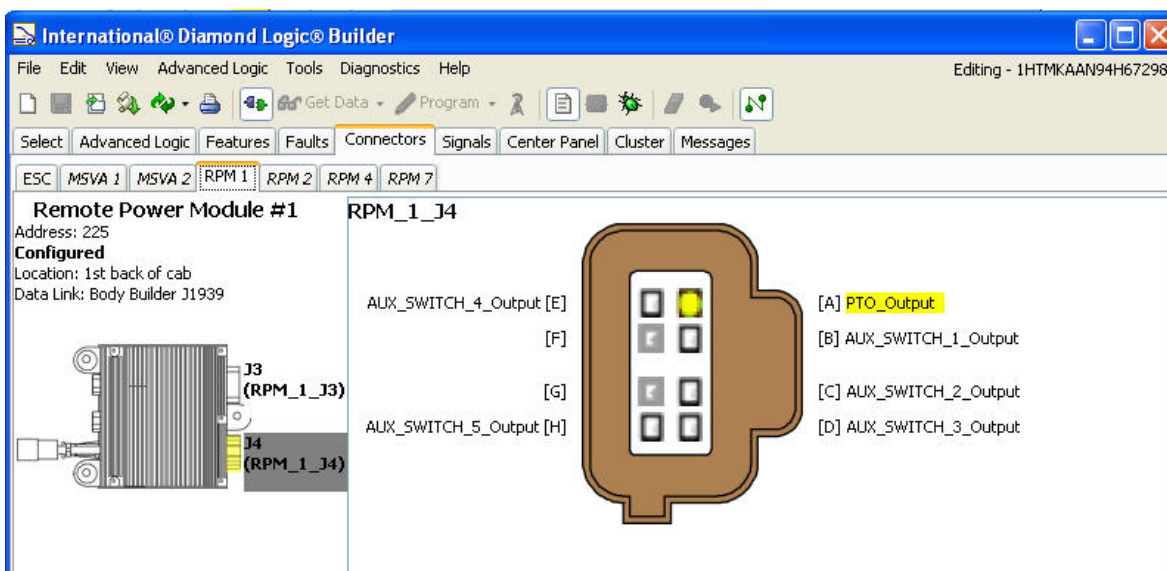 International® Diamond Logic® Builder
File Edit View Advanced Logic Tools Diagnostics Help
Editing - 1HTMKAAN94H67298
Get Data
Program
Select Advanced Logic Features Faults Connectors Signals Center Panel Cluster Messages
ESC MSVA 1 MSVA 2 RPM 1 RPM 2 RPM 4 RPM 7
Remote Power Module #1
Address: 225
Configured
Location: 1st back of cab
Data Link: Body Builder J1939
J3
(RPM_1_J3)
J4
(RPM_1_J4)
RPM_1_J4
AUX_SWITCH_4_Output [E]
[F]
[G]
AUX_SWITCH_5_Output [H]
[A] PTO_Output
[B] AUX_SWITCH_1_Output
[C] AUX_SWITCH_2_Output
[D] AUX_SWITCH_3_Output